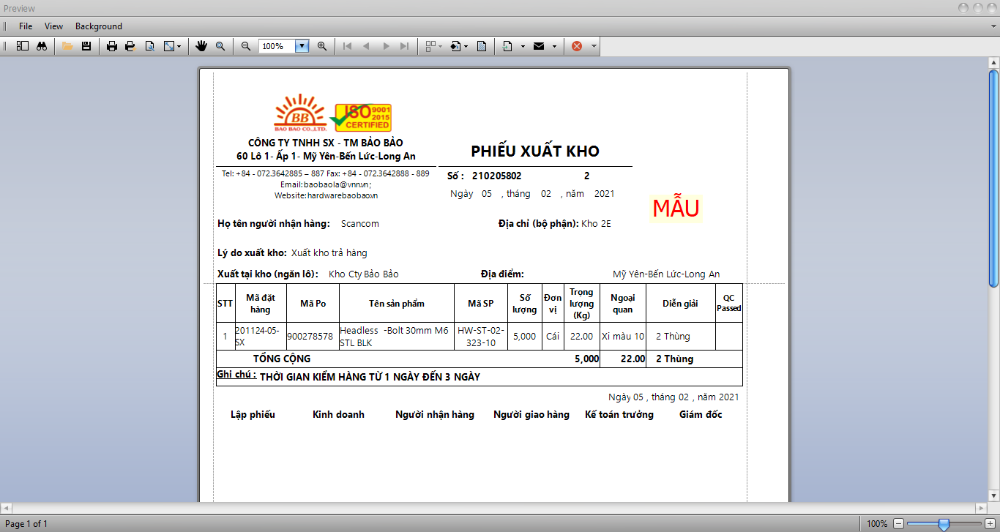 Preview
File View Background
100%
BB
BAO BAO CO.,LTD.
ISO 9001 2015
CERTIFIED
CÔNG TY TNHH SX - TM BẢO BẢO
60 Lô 1- Ấp 1- Mỹ Yên-Bến Lức-Long An
Tel: +84 - 072.3642885 – 887 Fax: +84 - 072.3642888 - 889
Email: baobaola@vnn.vn;
Website: hardwarebaobao.vn
PHIẾU XUẤT KHO
Số : 210205802 2
Ngày 05 , tháng 02 , năm 2021
MẪU
Họ tên người nhận hàng: Scancom Địa chỉ (bộ phận): Kho 2E
Lý do xuất kho: Xuất kho trả hàng
Xuất tại kho (ngăn lô): Kho Cty Bảo Bảo Địa điểm: Mỹ Yên-Bến Lức-Long An
STT Mã đặt hàng Mã Po Tên sản phẩm Mã SP Số lượng Đơn vị Trọng lượng (Kg) Ngoại quan Diễn giải QC Passed
1 201124-05-SX 900278578 Headless -Bolt 30mm M6 STL BLK HW-ST-02-323-10 5,000 Cái 22.00 Xi màu 10 2 Thùng
TỔNG CỘNG 5,000 22.00 2 Thùng
Ghi chú : THỜI GIAN KIỂM HÀNG TỪ 1 NGÀY ĐẾN 3 NGÀY
Ngày 05 , tháng 02 , năm 2021
Lập phiếu Kinh doanh Người nhận hàng Người giao hàng Kế toán trưởng Giám đốc
Page 1 of 1 100%